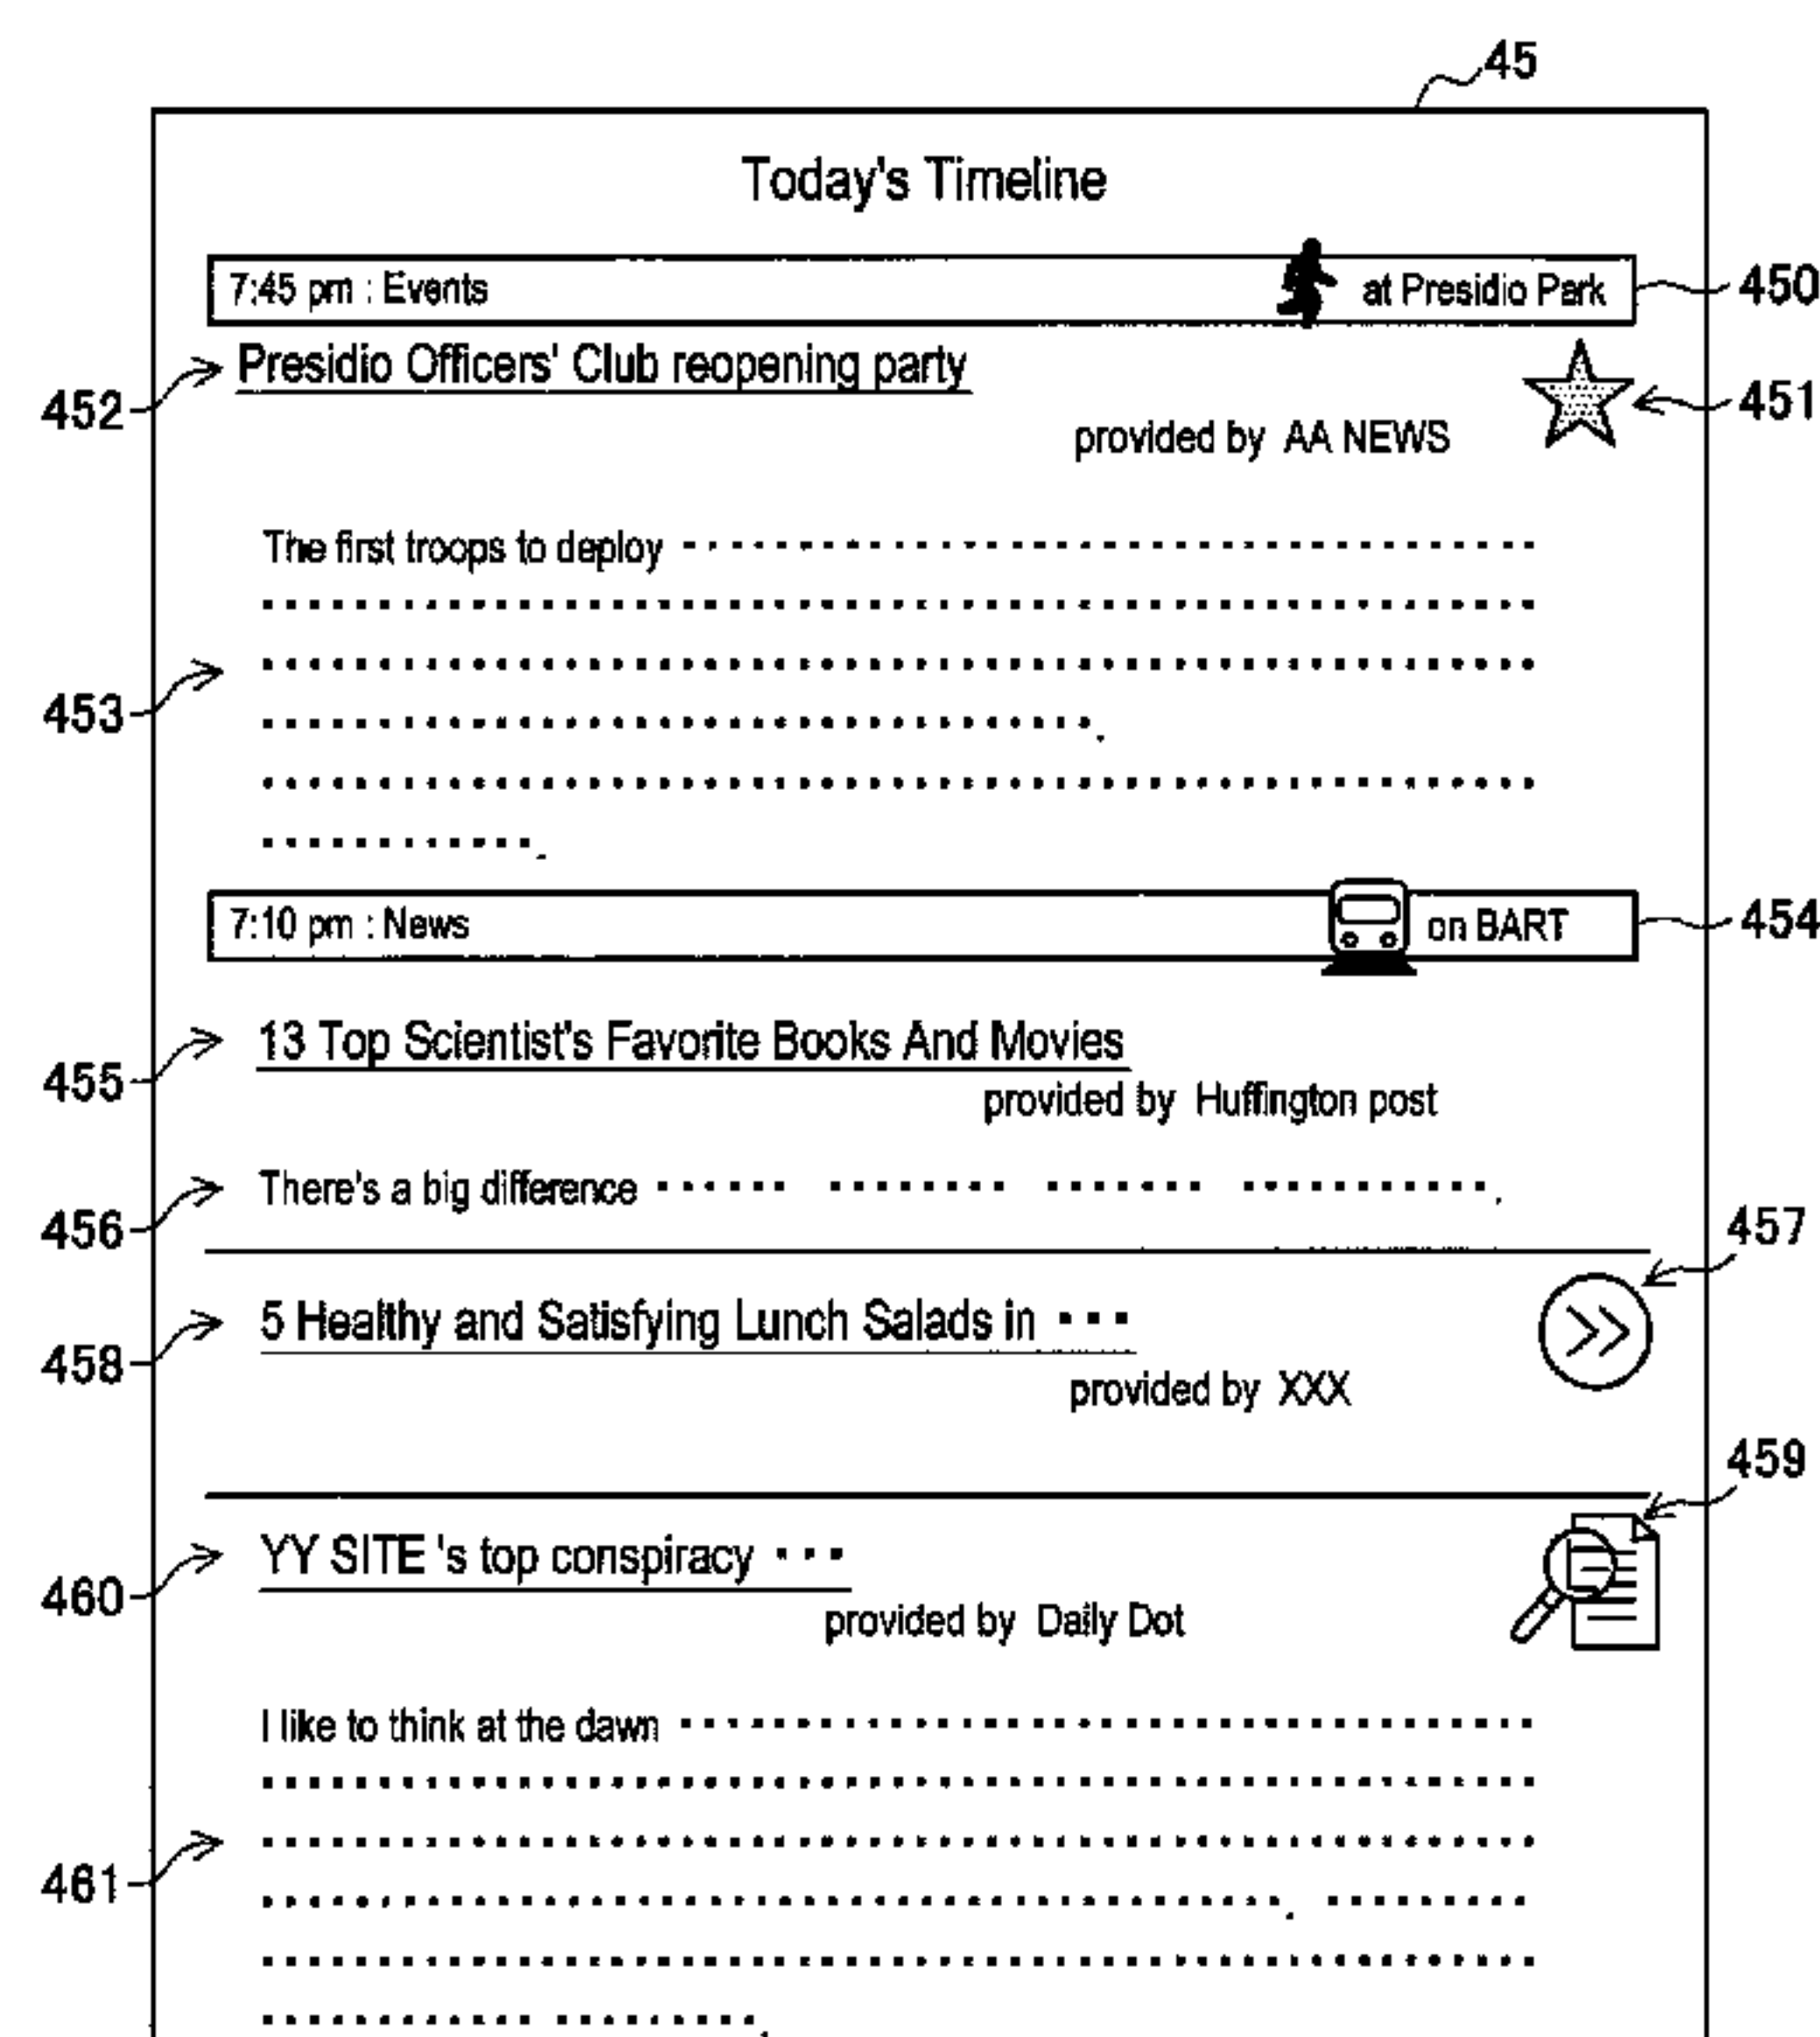 45
Today's Timeline
7:45 pm : Events at Presidio Park 450
452 Presidio Officers' Club reopening party 451
provided by AA NEWS
The first troops to deploy
453
7:10 pm : News on BART 454
455 13 Top Scientist's Favorite Books And Movies
provided by Huffington post
456 There's a big difference
457
458 5 Healthy and Satisfying Lunch Salads in ･･･
provided by XXX
459
460 YY SITE 's top conspiracy ･･･
provided by Daily Dot
I like to think at the dawn
461